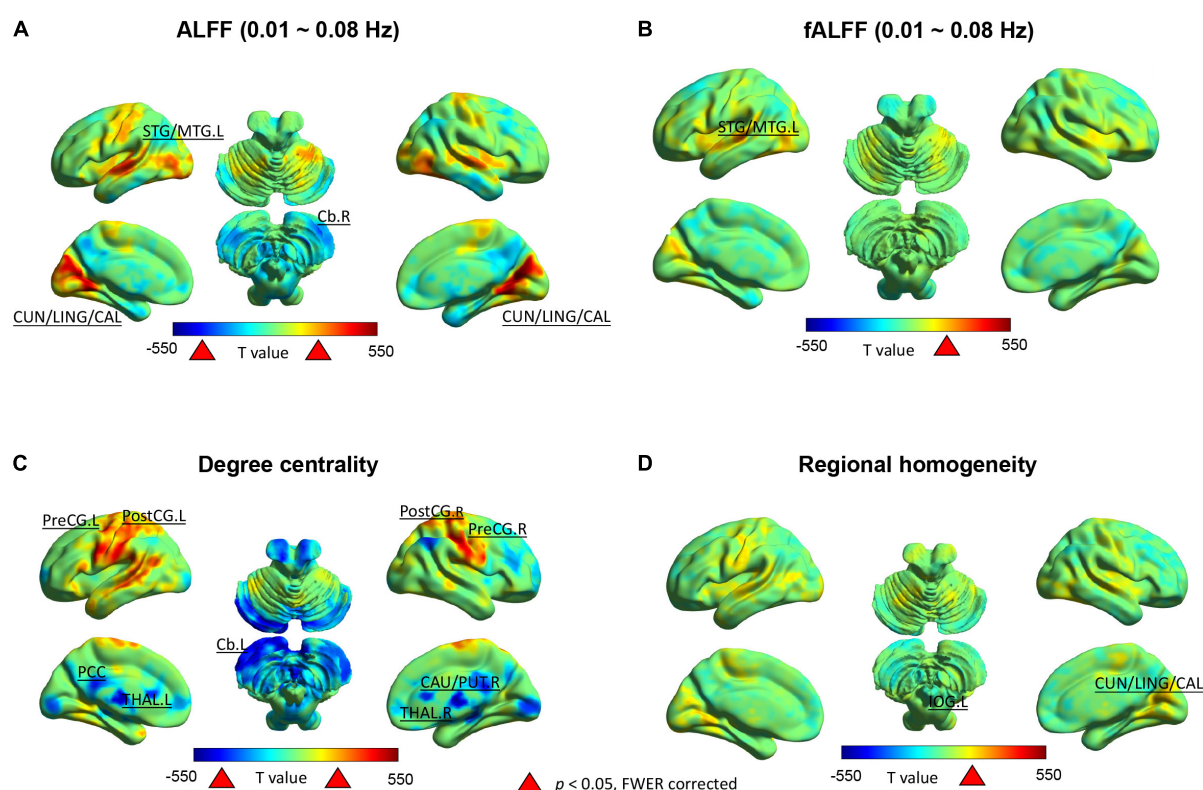 A
ALFF (0.01 ~ 0.08 Hz)
STG/MTG.L
Cb.R
CUN/LING/CAL
CUN/LING/CAL
-550
T value
550
B
fALFF (0.01 ~ 0.08 Hz)
STG/MTG.L
-550
T value
550
C
Degree centrality
PreCG.L
PostCG.L
PostCG.R
PreCG.R
Cb.L
PCC
THAL.L
CAU/PUT.R
THAL.R
-550
T value
550
p < 0.05, FWER corrected
D
Regional homogeneity
CUN/LING/CAL
IOG.L
-550
T value
550